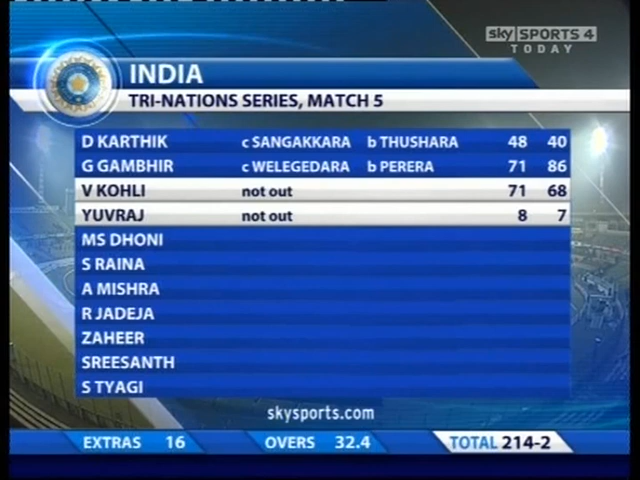 sky SPORTS 4
TODAY
INDIA
TRI-NATIONS SERIES, MATCH 5
D KARTHIK c SANGAKKARA b THUSHARA 48 40
G GAMBHIR c WELEGEDARA b PERERA 71 86
V KOHLI not out 71 68
YUVRAJ not out 8 7
MS DHONI
S RAINA
A MISHRA
R JADEJA
ZAHEER
SREESANTH
S TYAGI
skysports.com
EXTRAS 16 OVERS 32.4 TOTAL 214-2